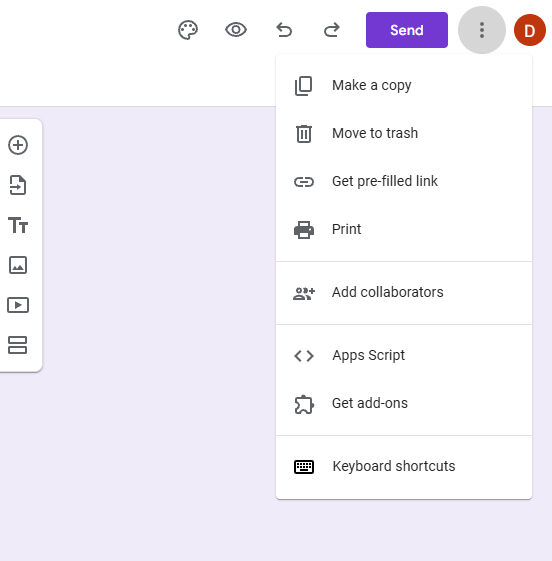 Send
D
Make a copy
Move to trash
Get pre-filled link
Print
Add collaborators
Apps Script
Get add-ons
Keyboard shortcuts
Tт